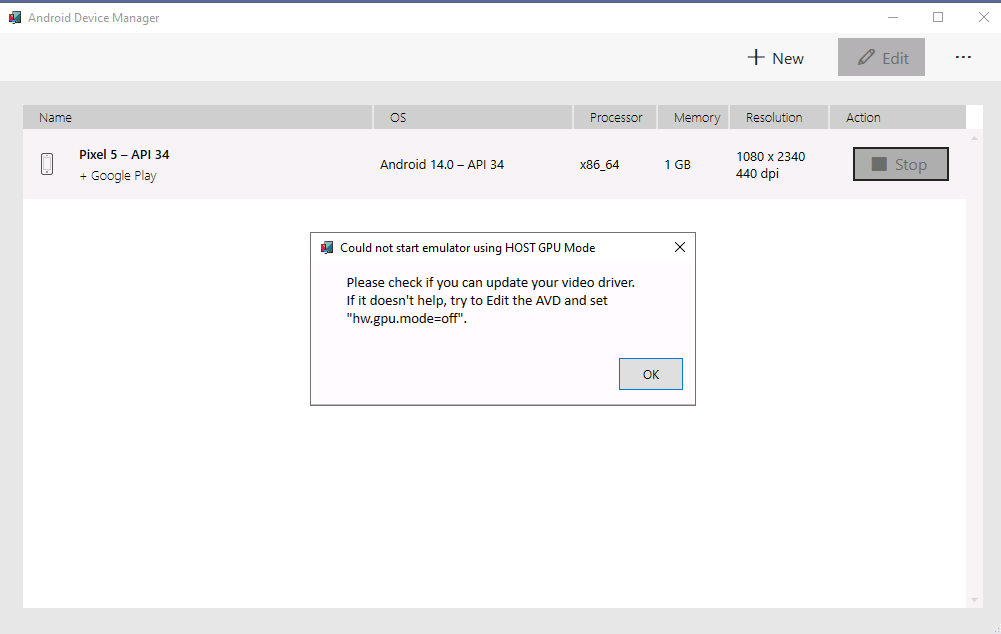 Android Device Manager
New
Edit
Name
OS
Processor
Memory
Resolution
Action
Pixel 5 – API 34
+ Google Play
Android 14.0 – API 34
x86_64
1 GB
1080 x 2340
440 dpi
Stop
Could not start emulator using HOST GPU Mode
Please check if you can update your video driver.
If it doesn't help, try to Edit the AVD and set
"hw.gpu.mode=off".
OK